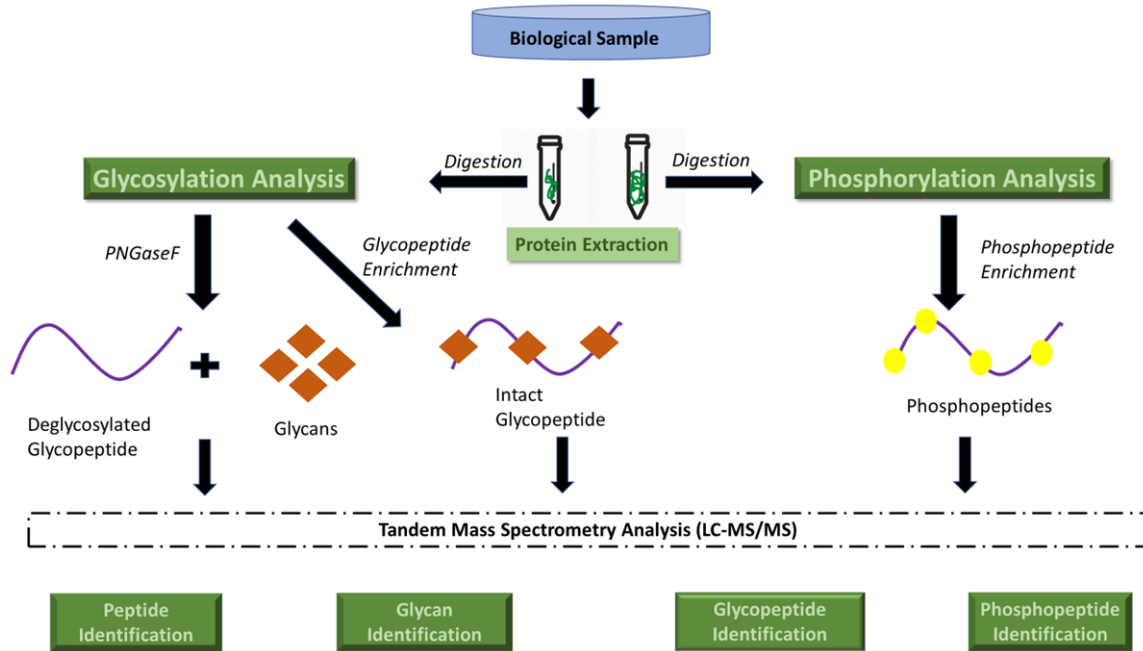 Biological Sample
Digestion
Digestion
Glycosylation Analysis
Phosphorylation Analysis
Protein Extraction
PNGaseF
Glycopeptide
Enrichment
Phosphopeptide
Enrichment
Deglycosylated
Glycopeptide
Glycans
Intact
Glycopeptide
Phosphopeptides
Tandem Mass Spectrometry Analysis (LC-MS/MS)
Peptide
Identification
Glycan
Identification
Glycopeptide
Identification
Phosphopeptide
Identification